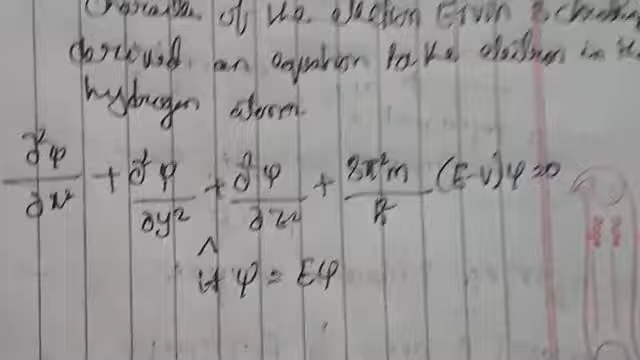 of the electron Erwin
derived an equation for the electron in the
hydrogen atom.
∂²ψ/∂x² + ∂²ψ/∂y² + ∂²ψ/∂z² + 8π²m/h² (E-V)ψ = 0
Ĥψ = Eψ